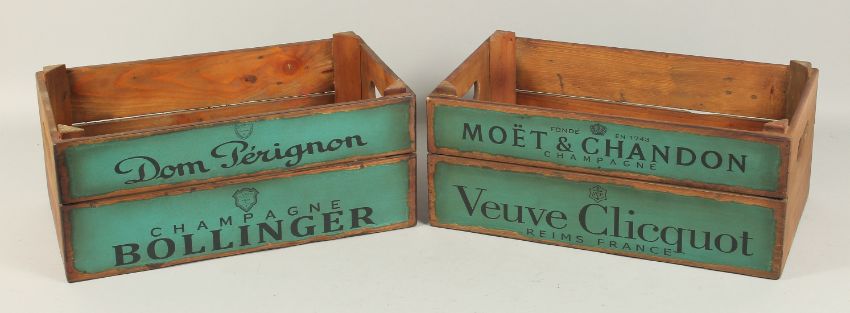 Dom Pérignon
CHAMPAGNE
BOLLINGER
FONDÉ EN 1743
MOËT & CHANDON
CHAMPAGNE
Veuve Clicquot
REIMS FRANCE